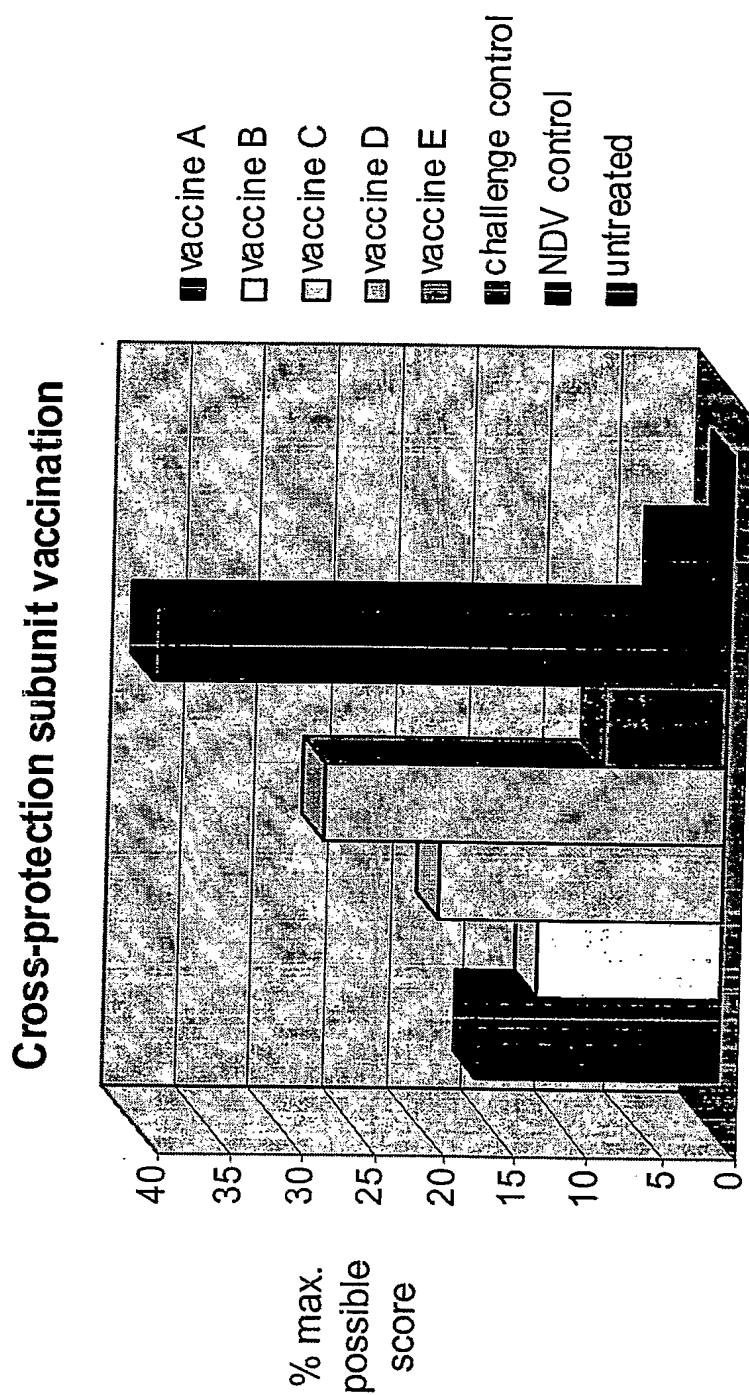 Cross-protection subunit vaccination
% max.
possible
score
40
35
30
25
20
15
10
5
0
vaccine A
vaccine B
vaccine C
vaccine D
vaccine E
challenge control
NDV control
untreated